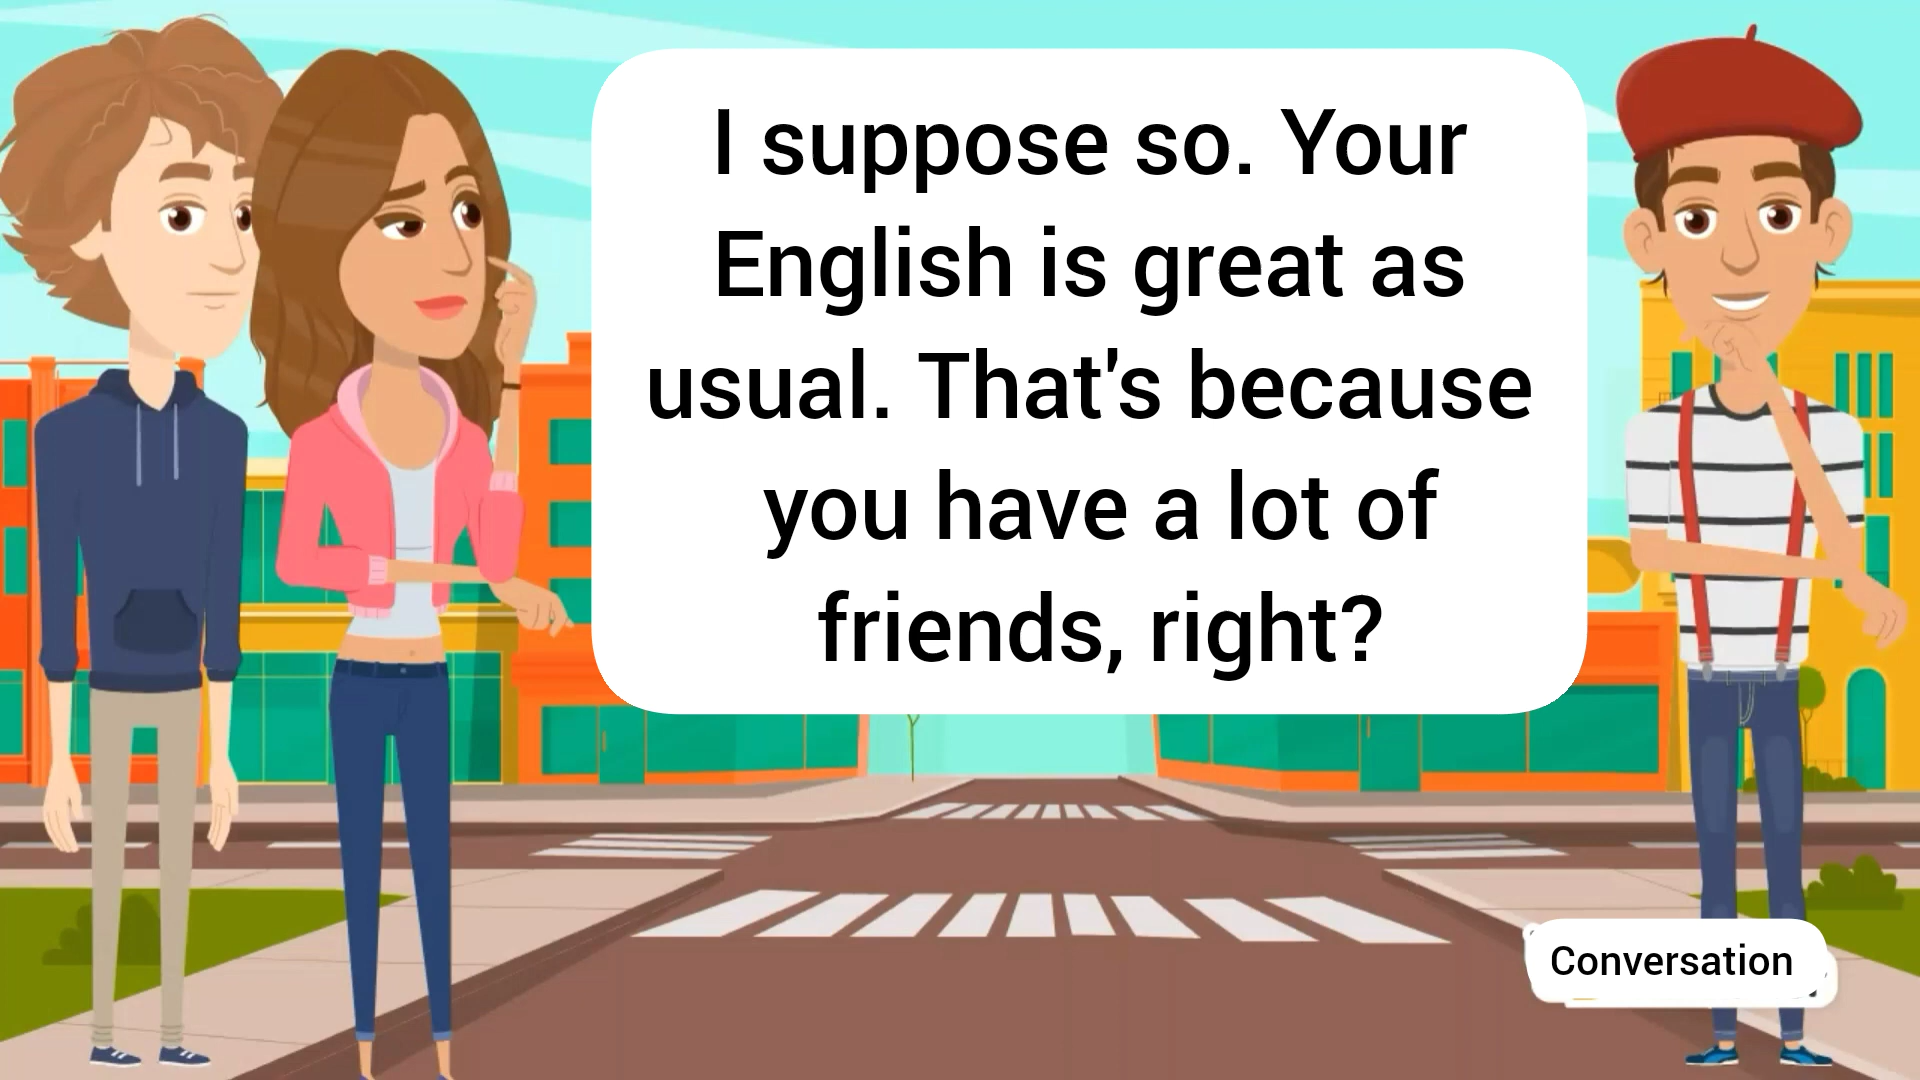 I suppose so. Your
English is great as
usual. That's because
you have a lot of
friends, right?
Conversation